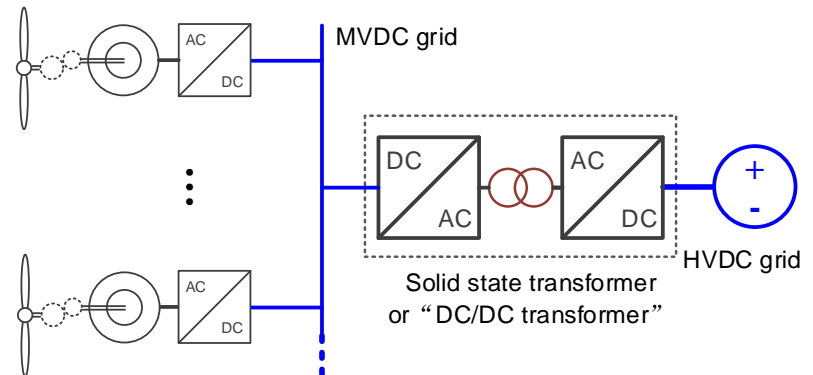 AC
DC
MVDC grid
DC
AC
AC
DC
+
-
HVDC grid
Solid state transformer
or “DC/DC transformer”
AC
DC